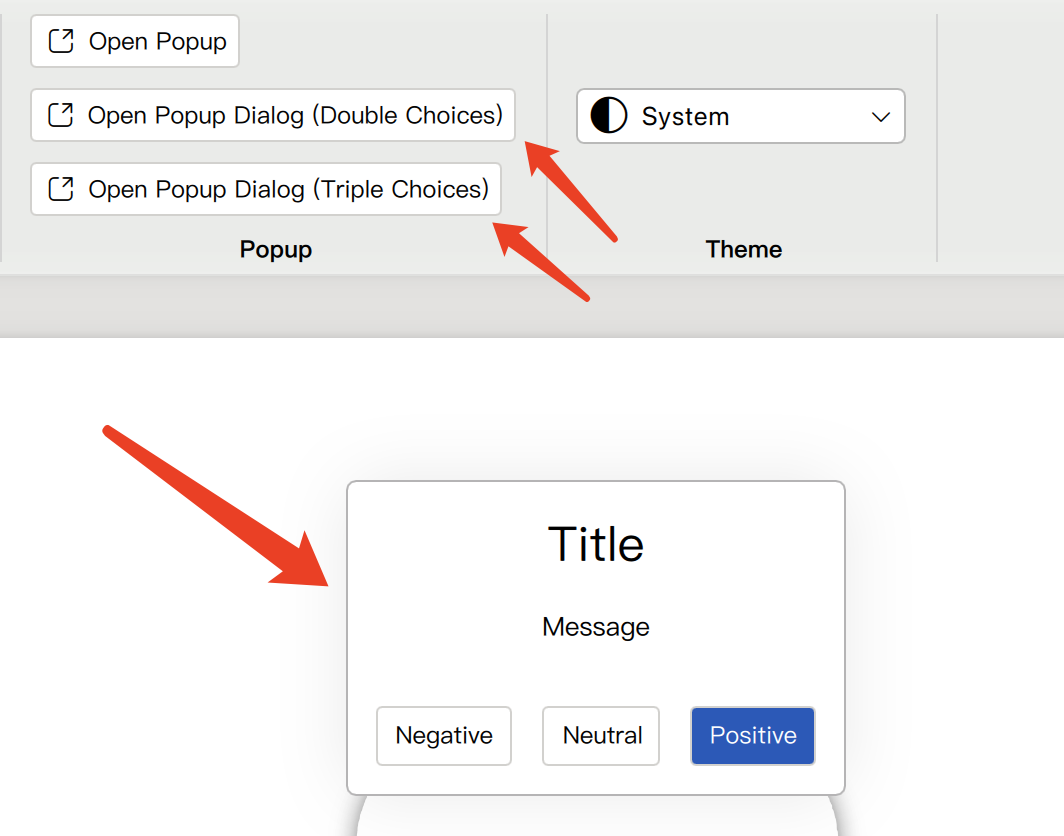 Open Popup
Open Popup Dialog (Double Choices)
System
Open Popup Dialog (Triple Choices)
Popup
Theme
Title
Message
Negative
Neutral
Positive